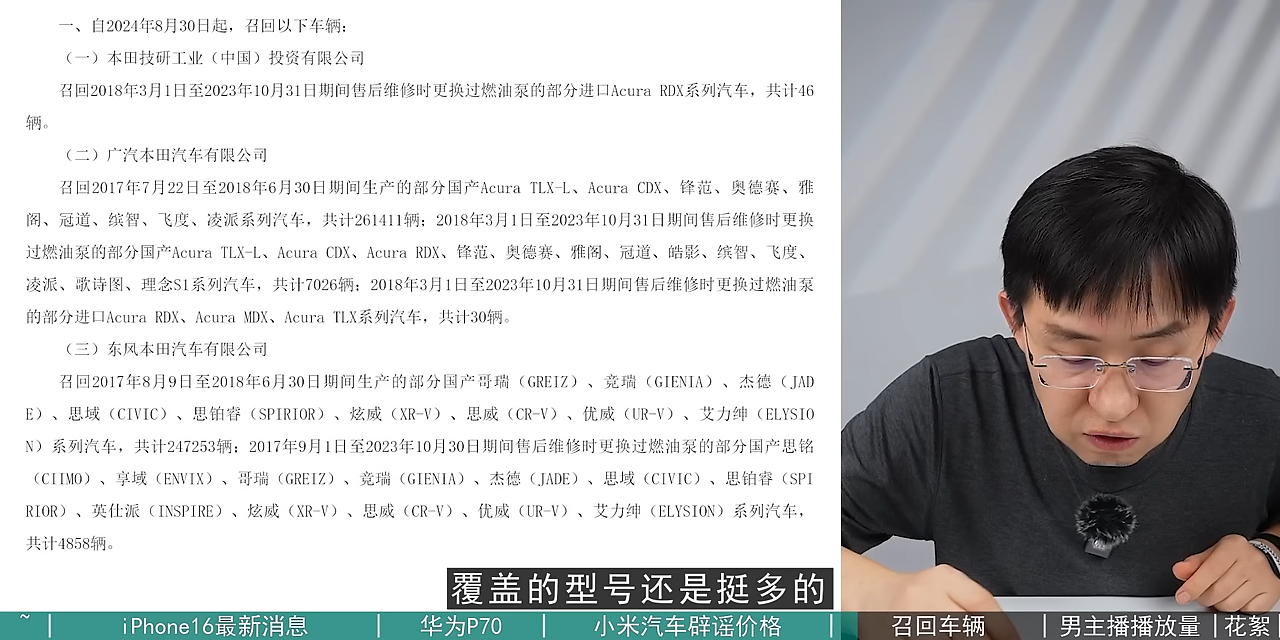 一、自2024年8月30日起，召回以下车辆：
（一）本田技研工业（中国）投资有限公司
召回2018年3月1日至2023年10月31日期间售后维修时更换过燃油泵的部分进口Acura RDX系列汽车，共计46
辆。
（二）广汽本田汽车有限公司
召回2017年7月22日至2018年6月30日期间生产的部分国产Acura TLX-L、Acura CDX、锋范、奥德赛、雅
阁、冠道、缤智、飞度、凌派系列汽车，共计261411辆；2018年3月1日至2023年10月31日期间售后维修时更换
过燃油泵的部分国产Acura TLX-L、Acura CDX、Acura RDX、锋范、奥德赛、雅阁、冠道、皓影、缤智、飞度、
凌派、歌诗图、理念S1系列汽车，共计7026辆；2018年3月1日至2023年10月31日期间售后维修时更换过燃油泵
的部分进口Acura RDX、Acura MDX、Acura TLX系列汽车，共计30辆。
（三）东风本田汽车有限公司
召回2017年8月9日至2018年6月30日期间生产的部分国产哥瑞（GREIZ）、竞瑞（GIENIA）、杰德（JAD
E）、思域（CIVIC）、思铂睿（SPIRIOR）、炫威（XR-V）、思威（CR-V）、优威（UR-V）、艾力绅（ELYSIO
N）系列汽车，共计247253辆；2017年9月1日至2023年10月30日期间售后维修时更换过燃油泵的部分国产思铭
（CIIMO）、享域（ENVIX）、哥瑞（GREIZ）、竞瑞（GIENIA）、杰德（JADE）、思域（CIVIC）、思铂睿（SPI
RIOR）、英仕派（INSPIRE）、炫威（XR-V）、思威（CR-V）、优威（UR-V）、艾力绅（ELYSION）系列汽车，
共计4858辆。
覆盖的型号还是挺多的
~ | iPhone16最新消息 | 华为P70 | 小米汽车辟谣价格 | 召回车辆 | 男主播播放量 | 花絮